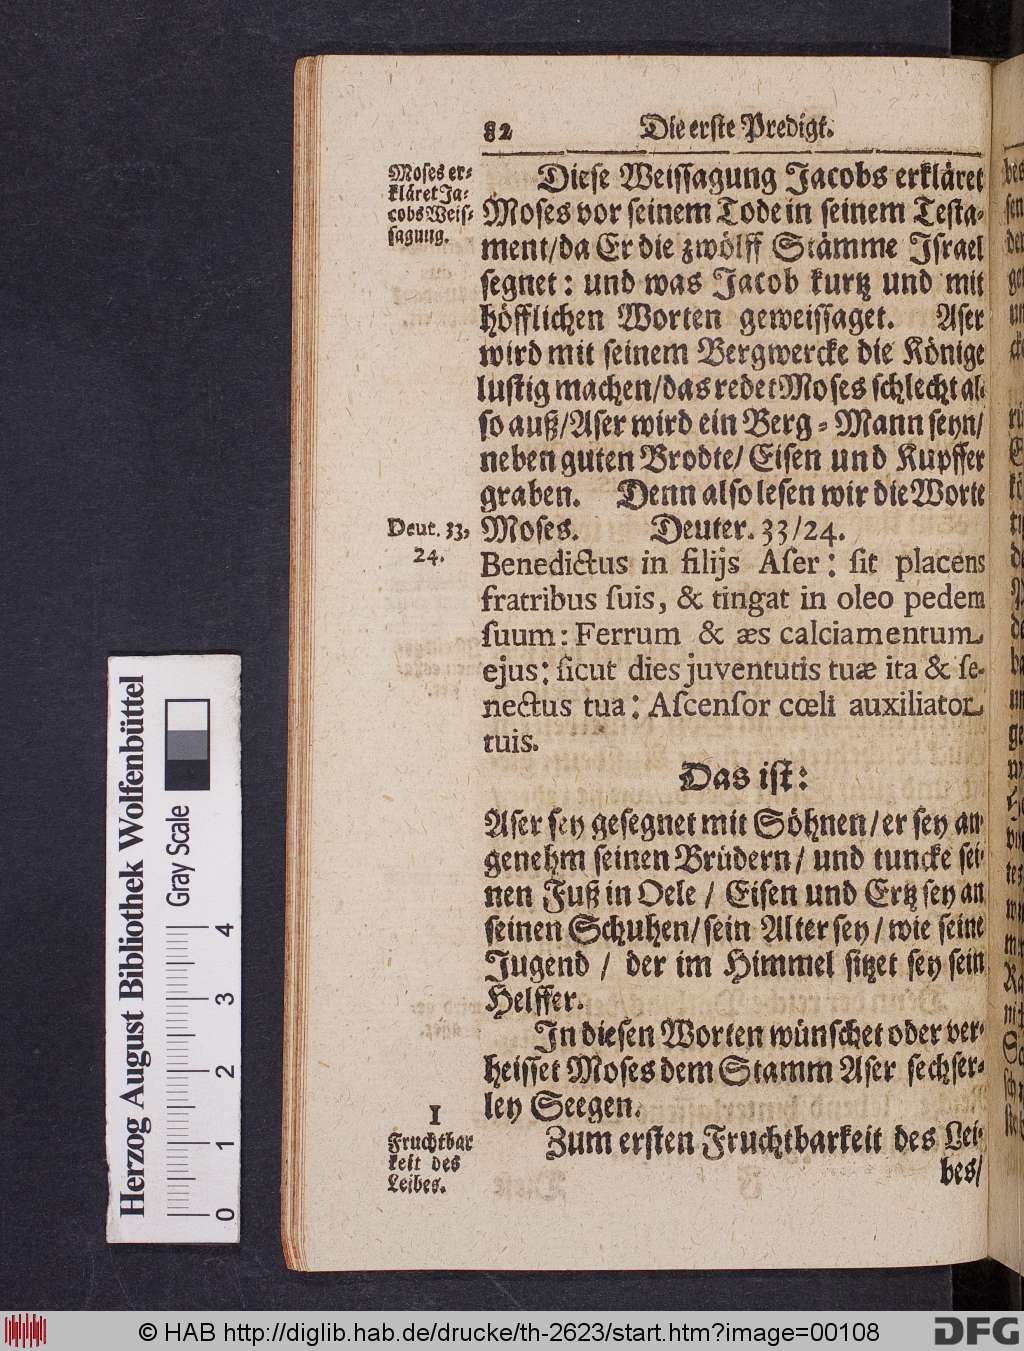 82 Die erste Predigt.
Moses er-
kläret Ja-
cobs Weis-
sagung.
Diese Weissagung Jacobs erkläret
Moses vor seinem Tode in seinem Testa-
ment/da Er die zwölff Stämme Israel
segnet: und was Jacob kurtz und mit
höfflichen Worten geweissaget. Aser
wird mit seinem Bergwercke die Könige
lustig machen/das redet Moses schlecht al-
so auß/Aser wird ein Berg-Mann seyn/
neben guten Brodte/ Eisen und Kupffer
graben. Denn also lesen wir die Worte
Deut. 33,
24.
Moses. Deuter. 33/24.
Benedictus in filijs Aſer: ſit placens
fratribus ſuis, & tingat in oleo pedem
ſuum: Ferrum & æs calciamentum
ejus: ſicut dies juventutis tuæ ita & ſe-
nectus tua: Aſcenſor cœli auxiliator
tuis.
Das ist:
Aser sey gesegnet mit Söhnen/er sey an-
genehm seinen Brüdern/ und tuncke sei-
nen Fuß in Oele / Eisen und Ertz sey an
seinen Schuhen/sein Alter sey/wie seine
Jugend / der im Himmel sitzet sey sein
Helffer.
In diesen Worten wünschet oder ver-
heisset Moses dem Stamm Aser sechser-
ley Seegen.
I
Fruchtbar
keit des
Leibes.
Zum ersten Fruchtbarkeit des Lei-
bes/
Herzog August Bibliothek Wolfenbüttel
Gray Scale
0 1 2 3 4
© HAB http://diglib.hab.de/drucke/th-2623/start.htm?image=00108
DFG